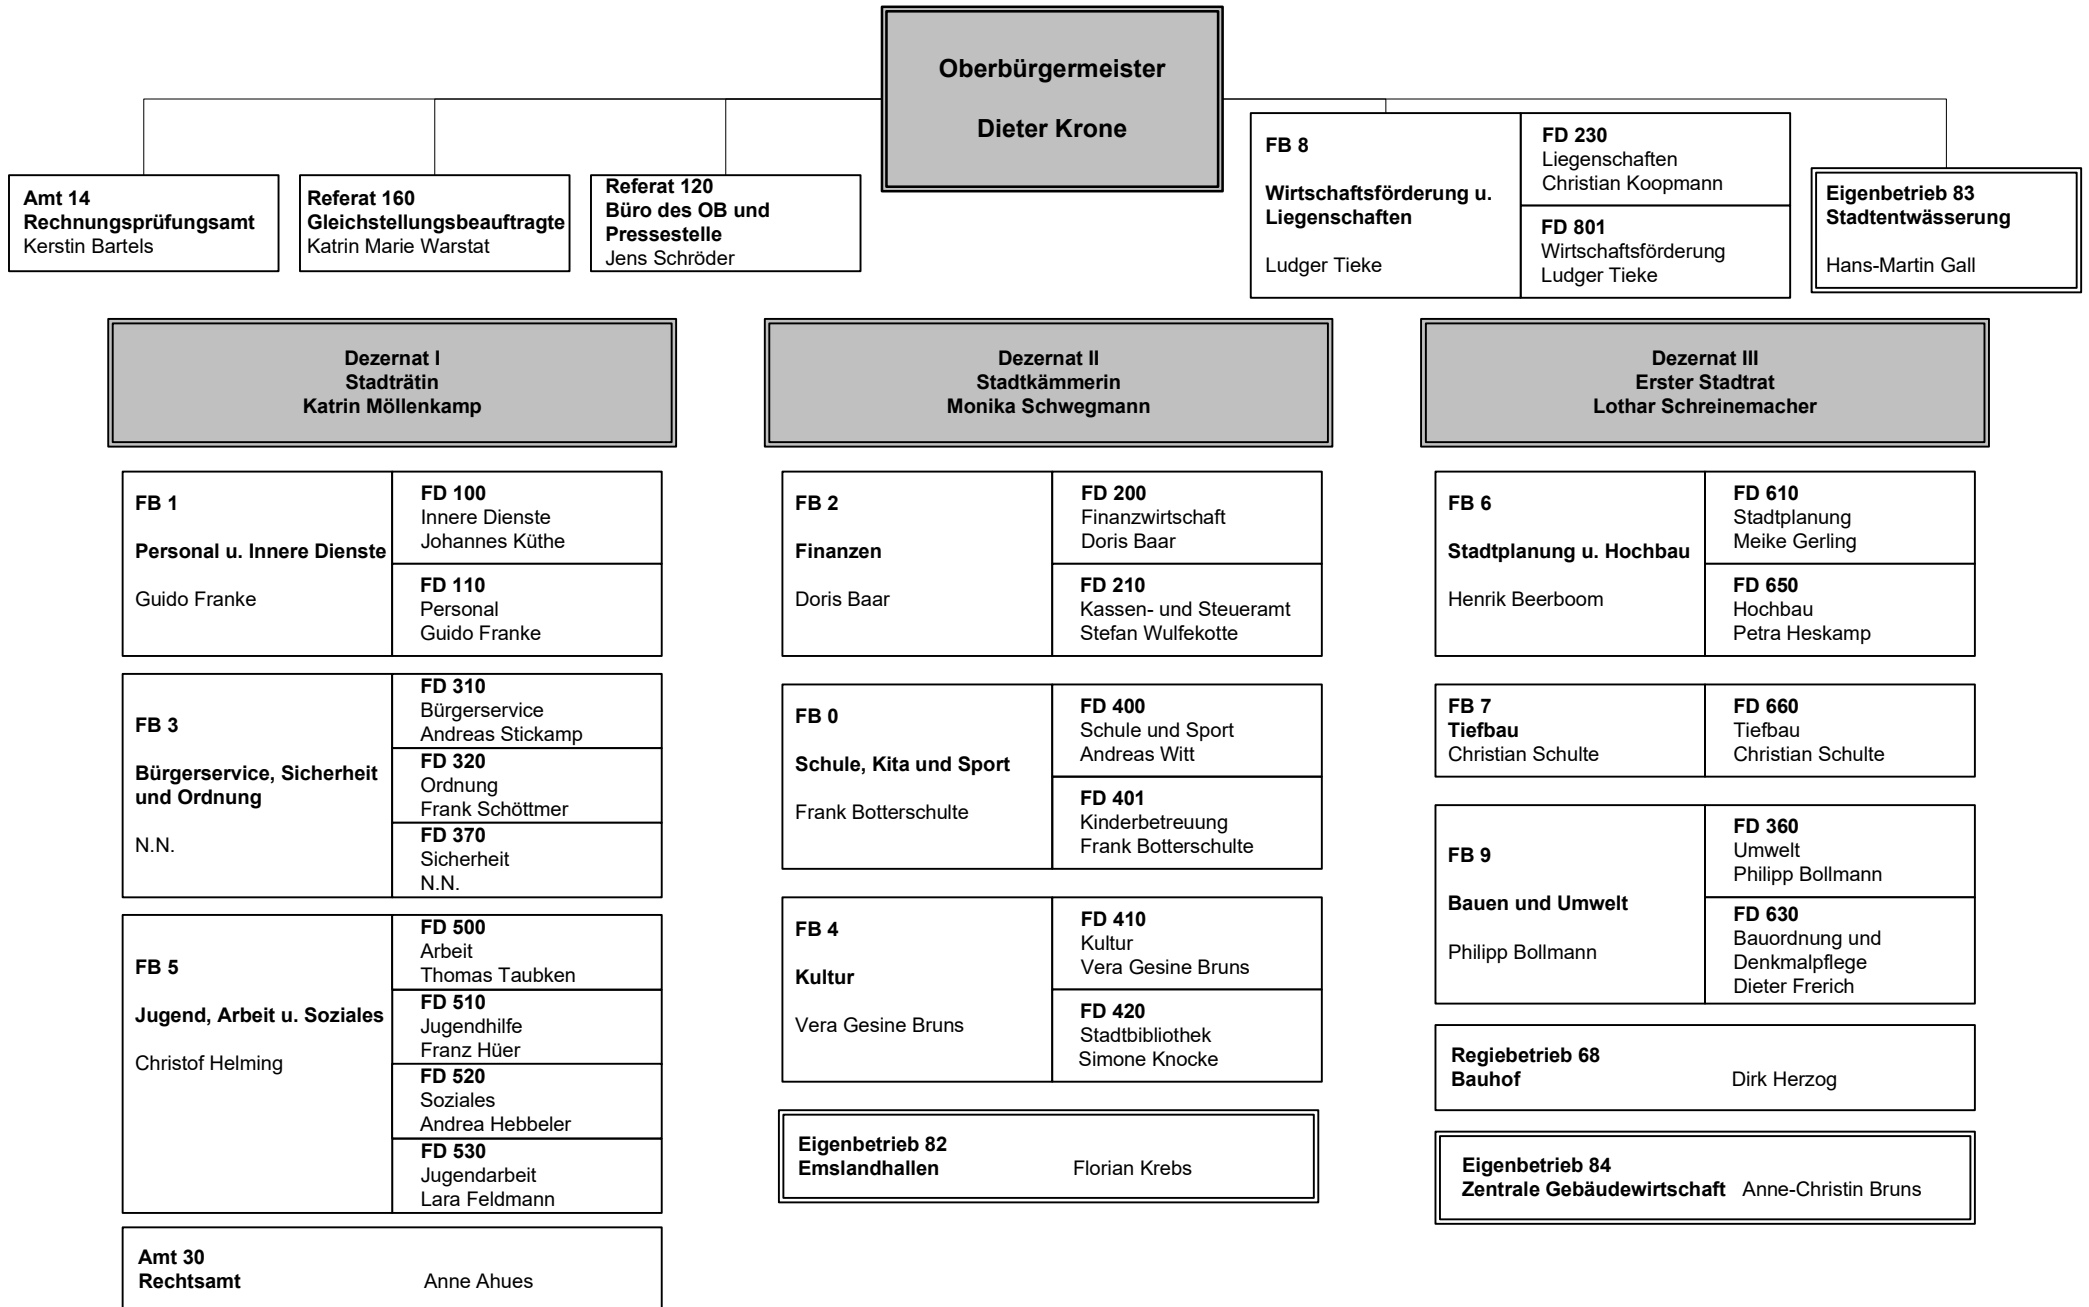 Oberbürgermeister
Dieter Krone
Amt 14
Rechnungsprüfungsamt
Kerstin Bartels
Referat 160
Gleichstellungsbeauftragte
Katrin Marie Warstat
Referat 120
Büro des OB und
Pressestelle
Jens Schröder
FB 8
Wirtschaftsförderung u.
Liegenschaften
Ludger Tieke
FD 230
Liegenschaften
Christian Koopmann
FD 801
Wirtschaftsförderung
Ludger Tieke
Eigenbetrieb 83
Stadtentwässerung
Hans-Martin Gall
Dezernat I
Stadträtin
Katrin Möllenkamp
FB 1
Personal u. Innere Dienste
Guido Franke
FD 100
Innere Dienste
Johannes Küthe
FD 110
Personal
Guido Franke
FB 3
Bürgerservice, Sicherheit
und Ordnung
N.N.
FD 310
Bürgerservice
Andreas Stickamp
FD 320
Ordnung
Frank Schöttmer
FD 370
Sicherheit
N.N.
FB 5
Jugend, Arbeit u. Soziales
Christof Helming
FD 500
Arbeit
Thomas Taubken
FD 510
Jugendhilfe
Franz Hüer
FD 520
Soziales
Andrea Hebbeler
FD 530
Jugendarbeit
Lara Feldmann
Amt 30
Rechtsamt Anne Ahues
Dezernat II
Stadtkämmerin
Monika Schwegmann
FB 2
Finanzen
Doris Baar
FD 200
Finanzwirtschaft
Doris Baar
FD 210
Kassen- und Steueramt
Stefan Wulfekotte
FB 0
Schule, Kita und Sport
Frank Botterschulte
FD 400
Schule und Sport
Andreas Witt
FD 401
Kinderbetreuung
Frank Botterschulte
FB 4
Kultur
Vera Gesine Bruns
FD 410
Kultur
Vera Gesine Bruns
FD 420
Stadtbibliothek
Simone Knocke
Eigenbetrieb 82
Emslandhallen Florian Krebs
Dezernat III
Erster Stadtrat
Lothar Schreinemacher
FB 6
Stadtplanung u. Hochbau
Henrik Beerboom
FD 610
Stadtplanung
Meike Gerling
FD 650
Hochbau
Petra Heskamp
FB 7
Tiefbau
Christian Schulte
FD 660
Tiefbau
Christian Schulte
FB 9
Bauen und Umwelt
Philipp Bollmann
FD 360
Umwelt
Philipp Bollmann
FD 630
Bauordnung und
Denkmalpflege
Dieter Frerich
Regiebetrieb 68
Bauhof Dirk Herzog
Eigenbetrieb 84
Zentrale Gebäudewirtschaft Anne-Christin Bruns